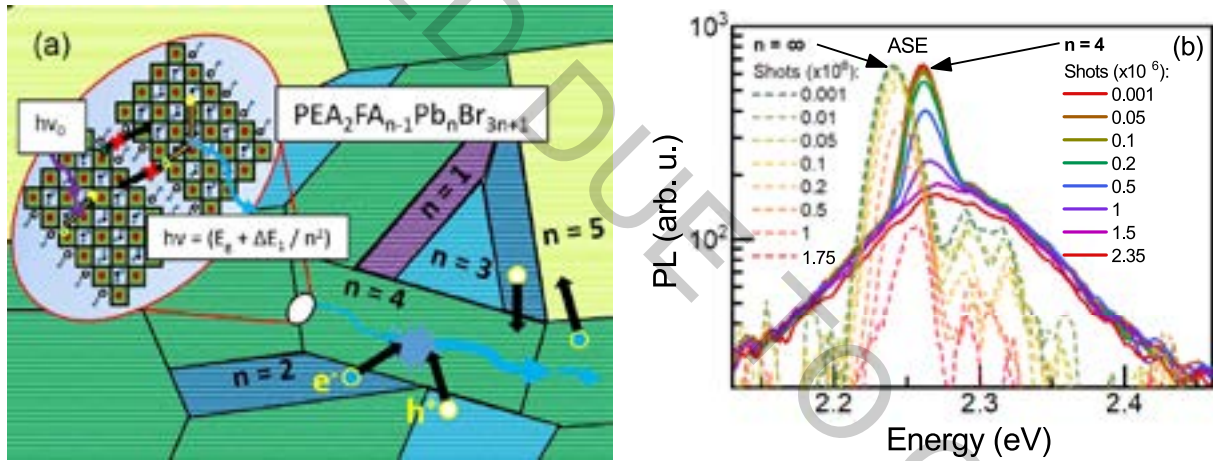 (a)
hν₀
PEA₂FAₙ₋₁PbₙBr₃ₙ₊₁
hν = (E_g + ΔE₁ / n²)
n = 1
n = 5
n = 3
n = 4
n = 2
e⁻
h⁺
(b)
10³
10²
PL (arb. u.)
n = ∞
ASE
n = 4
Shots (x10⁶):
0.001
0.01
0.05
0.1
0.2
0.5
1
1.75
Shots (x10⁶):
0.001
0.05
0.1
0.2
0.5
1
1.5
2.35
2.2
2.3
2.4
Energy (eV)